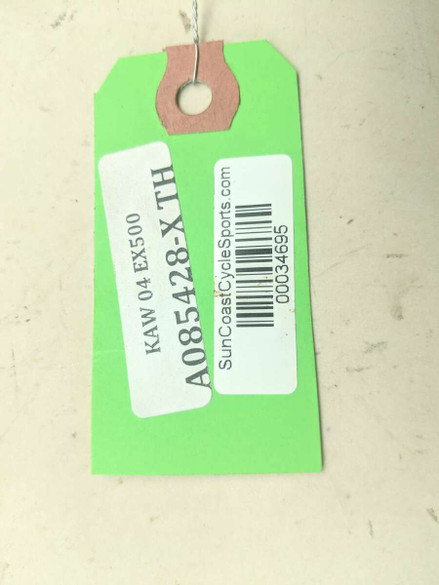 KAW 04 EX500
A085428-X TH
SunCoastCycleSports.com
00034695